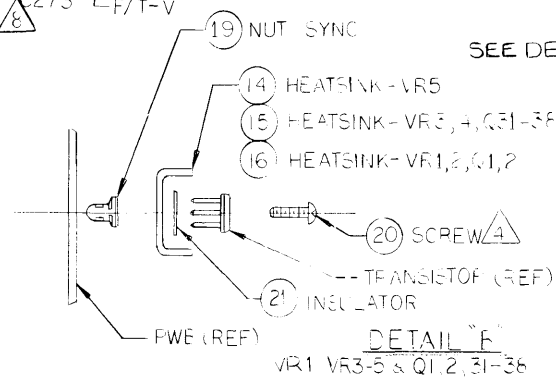 8
F/T-V
19 NUT SYNC
SEE DE
14 HEATSINK-VR5
15 HEATSINK-VR3,4,Q31-38
16 HEATSINK-VR1,2,Q1,2
20 SCREW 4
TRANSISTOR (REF)
21 INSULATOR
PWB (REF)
DETAIL "F"
VR1 VR3-5 & Q1,2,31-38